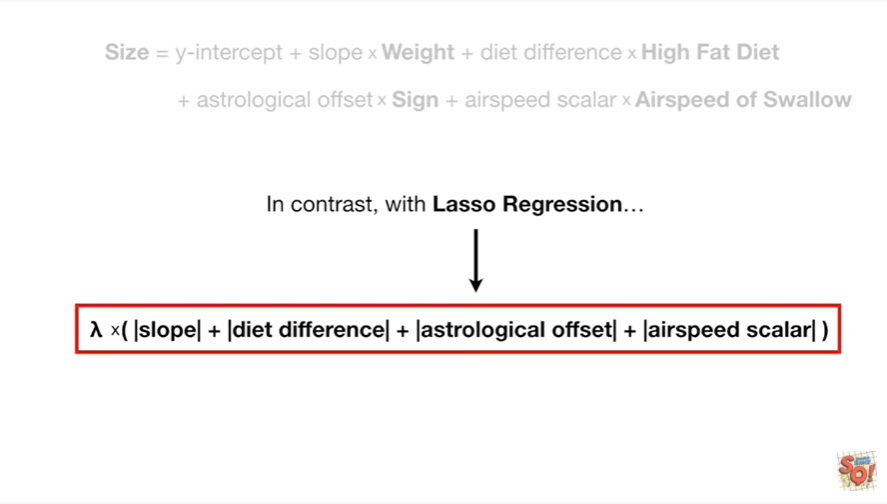 Size = y-intercept + slope x Weight + diet difference x High Fat Diet
+ astrological offset x Sign + airspeed scalar x Airspeed of Swallow
In contrast, with Lasso Regression…
λ x( |slope| + |diet difference| + |astrological offset| + |airspeed scalar| )
SQ!